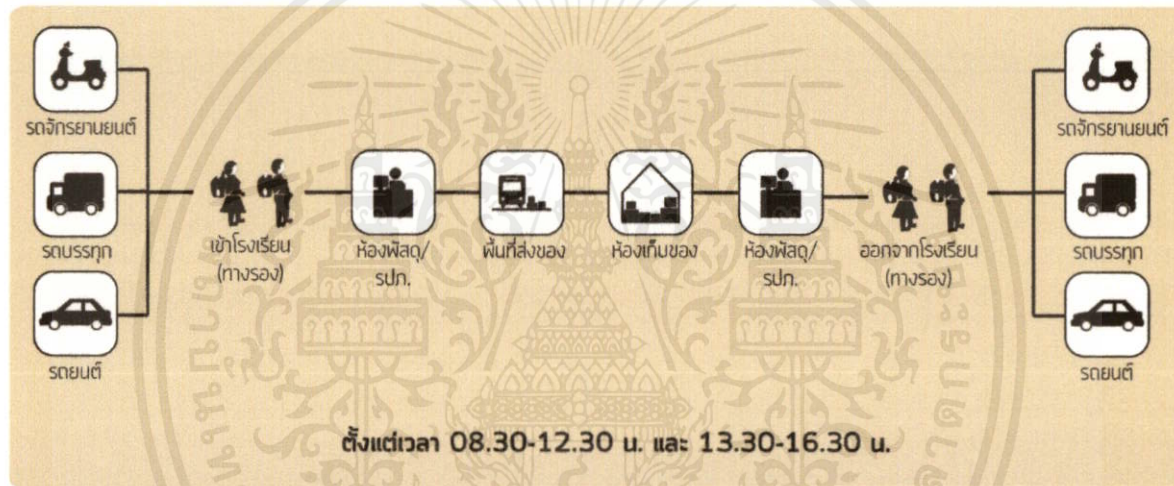 รถจักรยานยนต์
รถบรรทุก
รถยนต์
เข้าโรงเรียน
(ทางรอง)
ห้องพัสดุ/
รปภ.
พื้นที่ส่งของ
ห้องเก็บของ
ห้องพัสดุ/
รปภ.
ออกจากโรงเรียน
(ทางรอง)
รถจักรยานยนต์
รถบรรทุก
รถยนต์
ตั้งแต่เวลา 08.30-12.30 น. และ 13.30-16.30 น.